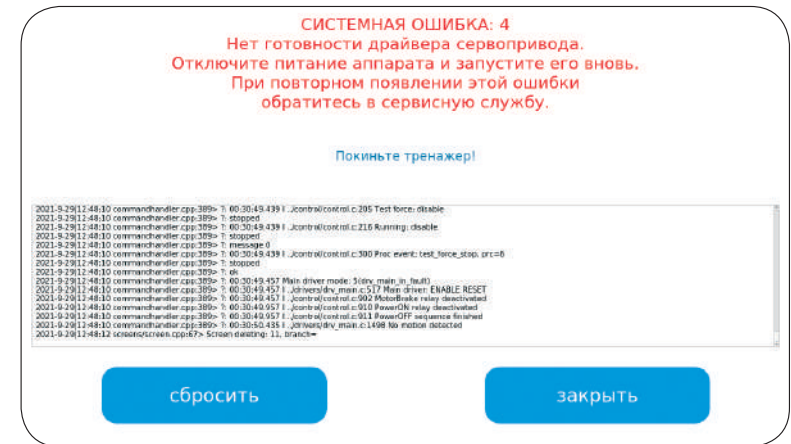 СИСТЕМНАЯ ОШИБКА: 4
Нет готовности драйвера сервопривода.
Отключите питание аппарата и запустите его вновь.
При повторном появлении этой ошибки
обратитесь в сервисную службу.
Покиньте тренажер!
2021-9-29|12:48:10 commandhandler.cpp:389> ?: 00:30:49.439 I ../control/control.c:205 Test force: disable
2021-9-29|12:48:10 commandhandler.cpp:389> ?: stopped
2021-9-29|12:48:10 commandhandler.cpp:389> ?: 00:30:49.439 I ../control/control.c:216 Running: disable
2021-9-29|12:48:10 commandhandler.cpp:389> ?: stopped
2021-9-29|12:48:10 commandhandler.cpp:389> ?: message 0
2021-9-29|12:48:10 commandhandler.cpp:389> ?: 00:30:49.439 I ../control/control.c:300 Proc event: test_force_stop, prc=6
2021-9-29|12:48:10 commandhandler.cpp:389> ?: stopped
2021-9-29|12:48:10 commandhandler.cpp:389> ?: ok
2021-9-29|12:48:10 commandhandler.cpp:389> ?: 00:30:49.457 Main driver mode: 5(drv_main_in_fault)
2021-9-29|12:48:10 commandhandler.cpp:389> ?: 00:30:49.457 I ../drivers/drv_main.c:517 Main driver: ENABLE RESET
2021-9-29|12:48:10 commandhandler.cpp:389> ?: 00:30:49.957 I ../control/control.c:902 MotorBrake relay deactivated
2021-9-29|12:48:10 commandhandler.cpp:389> ?: 00:30:49.957 I ../control/control.c:910 PowerON relay deactivated
2021-9-29|12:48:10 commandhandler.cpp:389> ?: 00:30:49.957 I ../control/control.c:911 PowerOFF sequence finished
2021-9-29|12:48:10 commandhandler.cpp:389> ?: 00:30:50.435 I ../drivers/drv_main.c:1498 No motion detected
2021-9-29|12:48:12 screens/screen.cpp:67> Screen deleting: 11, branch=
сбросить
закрыть